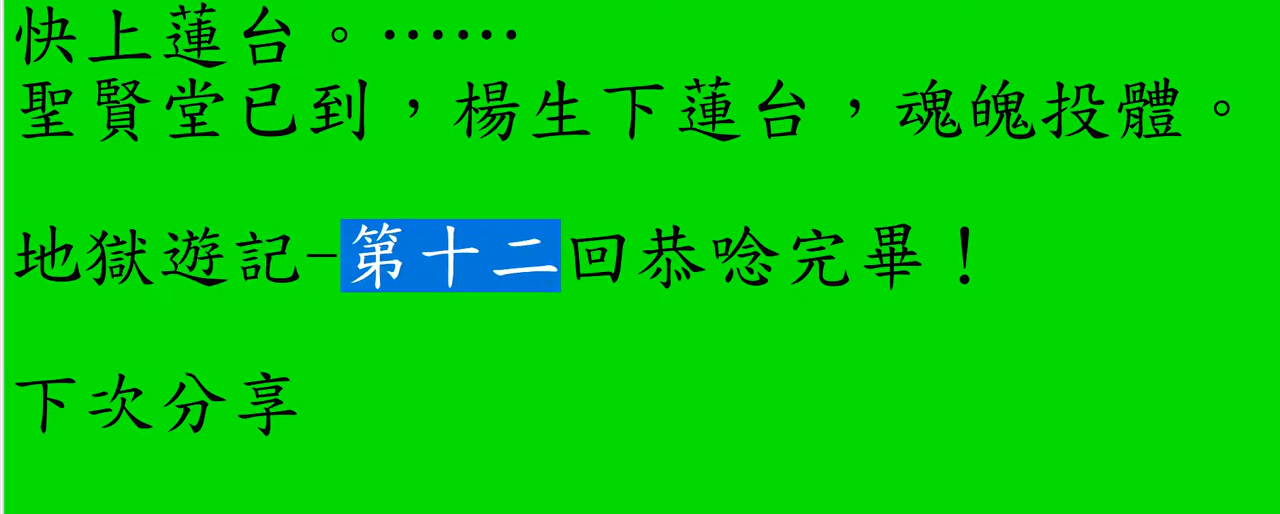 快上蓮台。……
聖賢堂已到，楊生下蓮台，魂魄投體。
地獄遊記-第十二回恭唸完畢！
下次分享